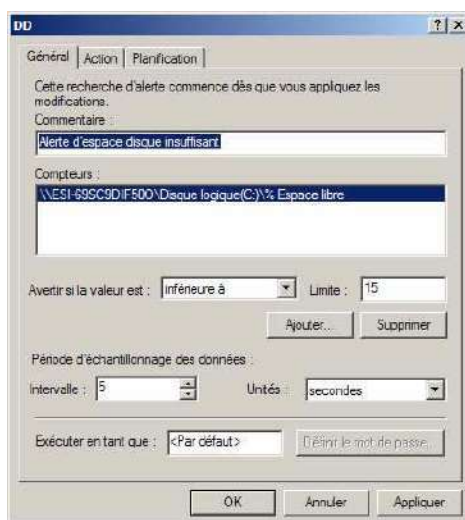 DD
Général Action Planification
Cette recherche d'alerte commence dès que vous appliquez les
modifications.
Commentaire :
Alerte d'espace disque insuffisant
Compteurs :
\\ESI-69SC9DIF5OO\Disque logique(C:)\% Espace libre
Avertir si la valeur est : inférieure à Limite : 15
Ajouter... Supprimer
Période d'échantillonnage des données :
Intervalle : 5 Unités : secondes
Exécuter en tant que : <Par défaut> Définir le mot de passe...
OK Annuler Appliquer